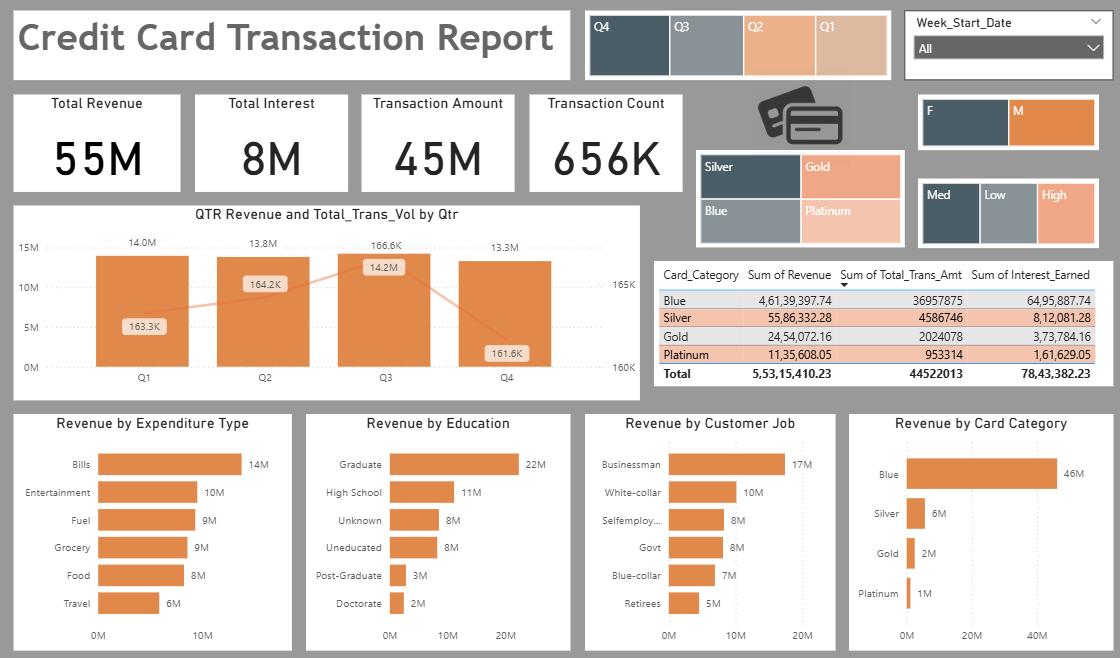 Credit Card Transaction Report
Q4
Q3
Q2
Q1
Week_Start_Date
All
Total Revenue
55M
Total Interest
8M
Transaction Amount
45M
Transaction Count
656K
F
M
Silver
Gold
Blue
Platinum
Med
Low
High
QTR Revenue and Total_Trans_Vol by Qtr
15M
10M
5M
0M
14.0M
13.8M
166.6K
13.3M
14.2M
164.2K
163.3K
161.6K
165K
160K
Q1
Q2
Q3
Q4
Card_Category Sum of Revenue Sum of Total_Trans_Amt Sum of Interest_Earned
Blue 4,61,39,397.74 36957875 64,95,887.74
Silver 55,86,332.28 4586746 8,12,081.28
Gold 24,54,072.16 2024078 3,73,784.16
Platinum 11,35,608.05 953314 1,61,629.05
Total 5,53,15,410.23 44522013 78,43,382.23
Revenue by Expenditure Type
Bills 14M
Entertainment 10M
Fuel 9M
Grocery 9M
Food 8M
Travel 6M
0M 10M
Revenue by Education
Graduate 22M
High School 11M
Unknown 8M
Uneducated 8M
Post-Graduate 3M
Doctorate 2M
0M 10M 20M
Revenue by Customer Job
Businessman 17M
White-collar 10M
Selfemploy... 8M
Govt 8M
Blue-collar 7M
Retirees 5M
0M 10M 20M
Revenue by Card Category
Blue 46M
Silver 6M
Gold 2M
Platinum 1M
0M 20M 40M